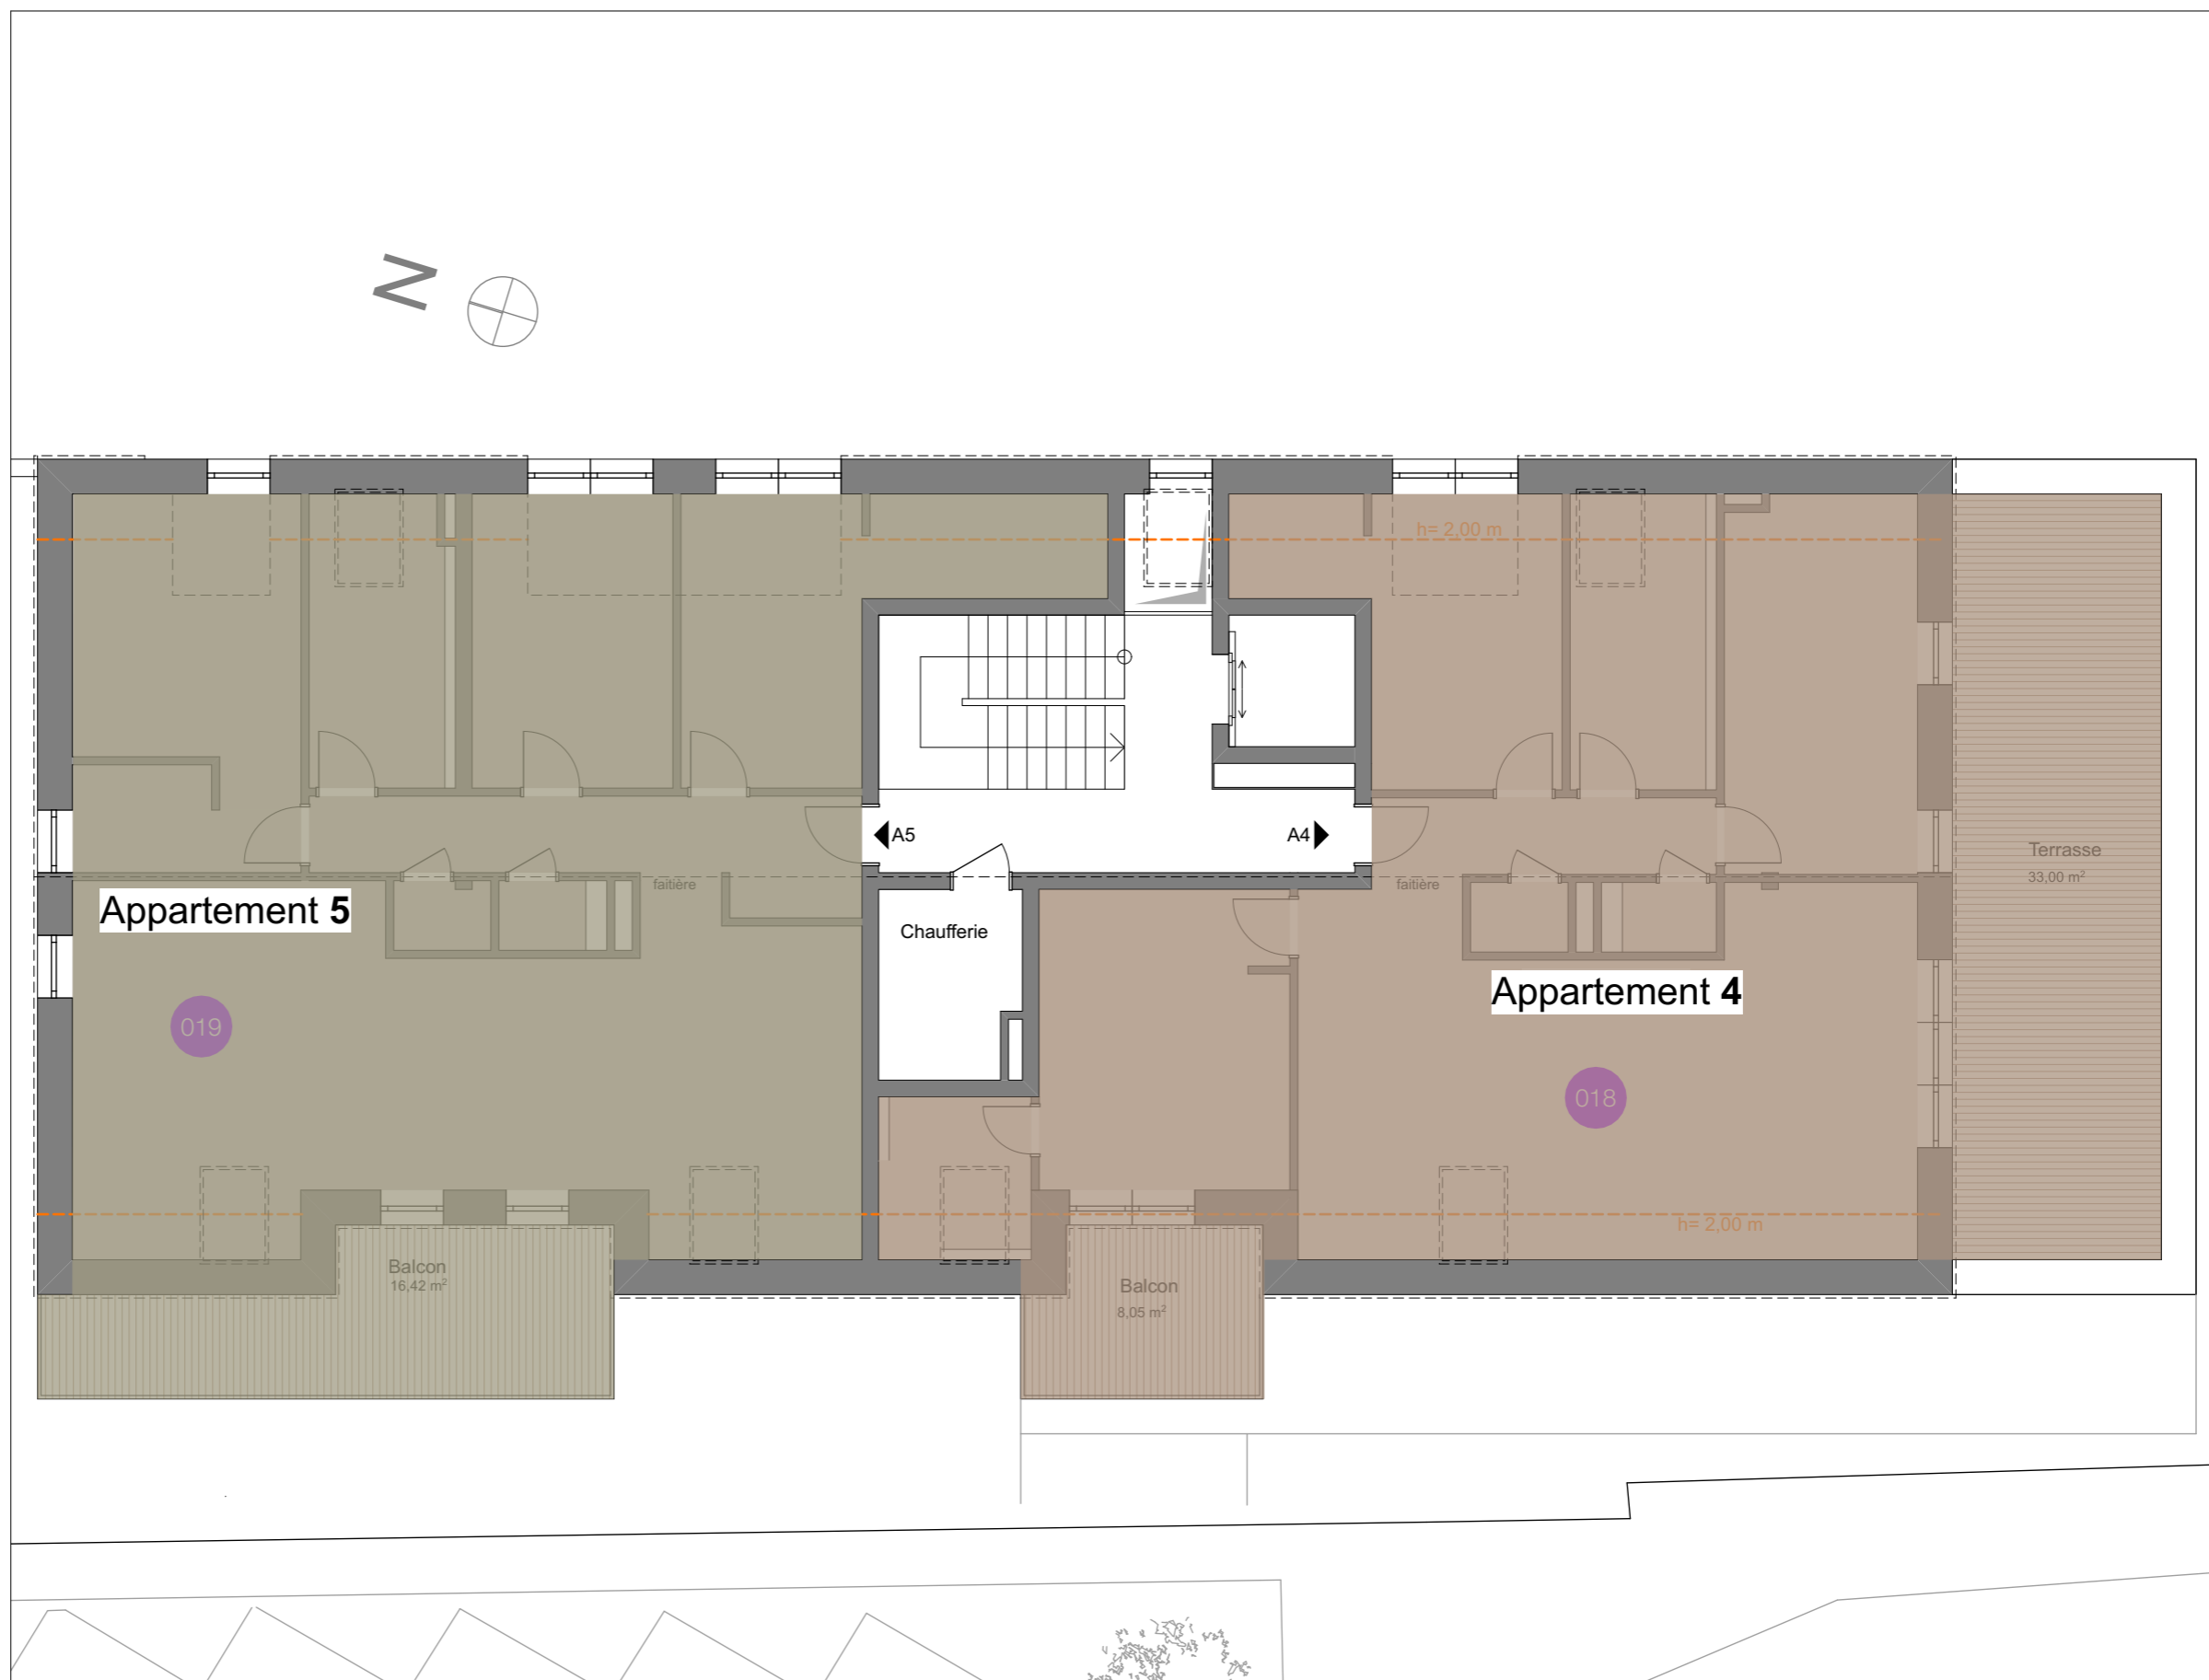 N
h= 2,00 m
A5
A4
Terrasse
33,00 m²
faitière
faitière
Appartement 5
Chaufferie
Appartement 4
019
018
h= 2,00 m
Balcon
16,42 m²
Balcon
8,05 m²